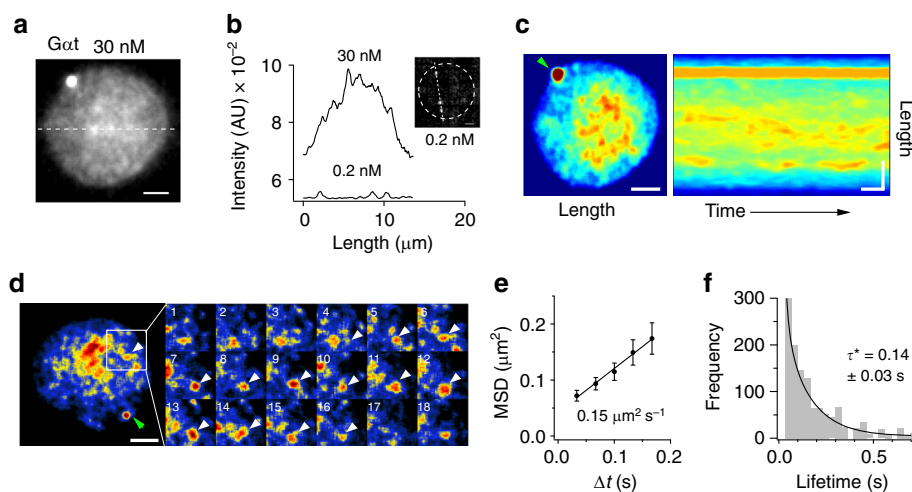 a
Gαt 30 nM
b
Intensity (AU) × 10⁻²
10
8
6
30 nM
0.2 nM
0.2 nM
0
10
20
Length (μm)
c
Length
Time
Length
d
1 2 3 4 5 6
7 8 9 10 11 12
13 14 15 16 17 18
e
MSD (μm²)
0.2
0.1
0.0
0.15 μm² s⁻¹
0.0
0.1
0.2
Δt (s)
f
Frequency
300
200
100
0
τ* = 0.14
± 0.03 s
0.0
0.4
Lifetime (s)